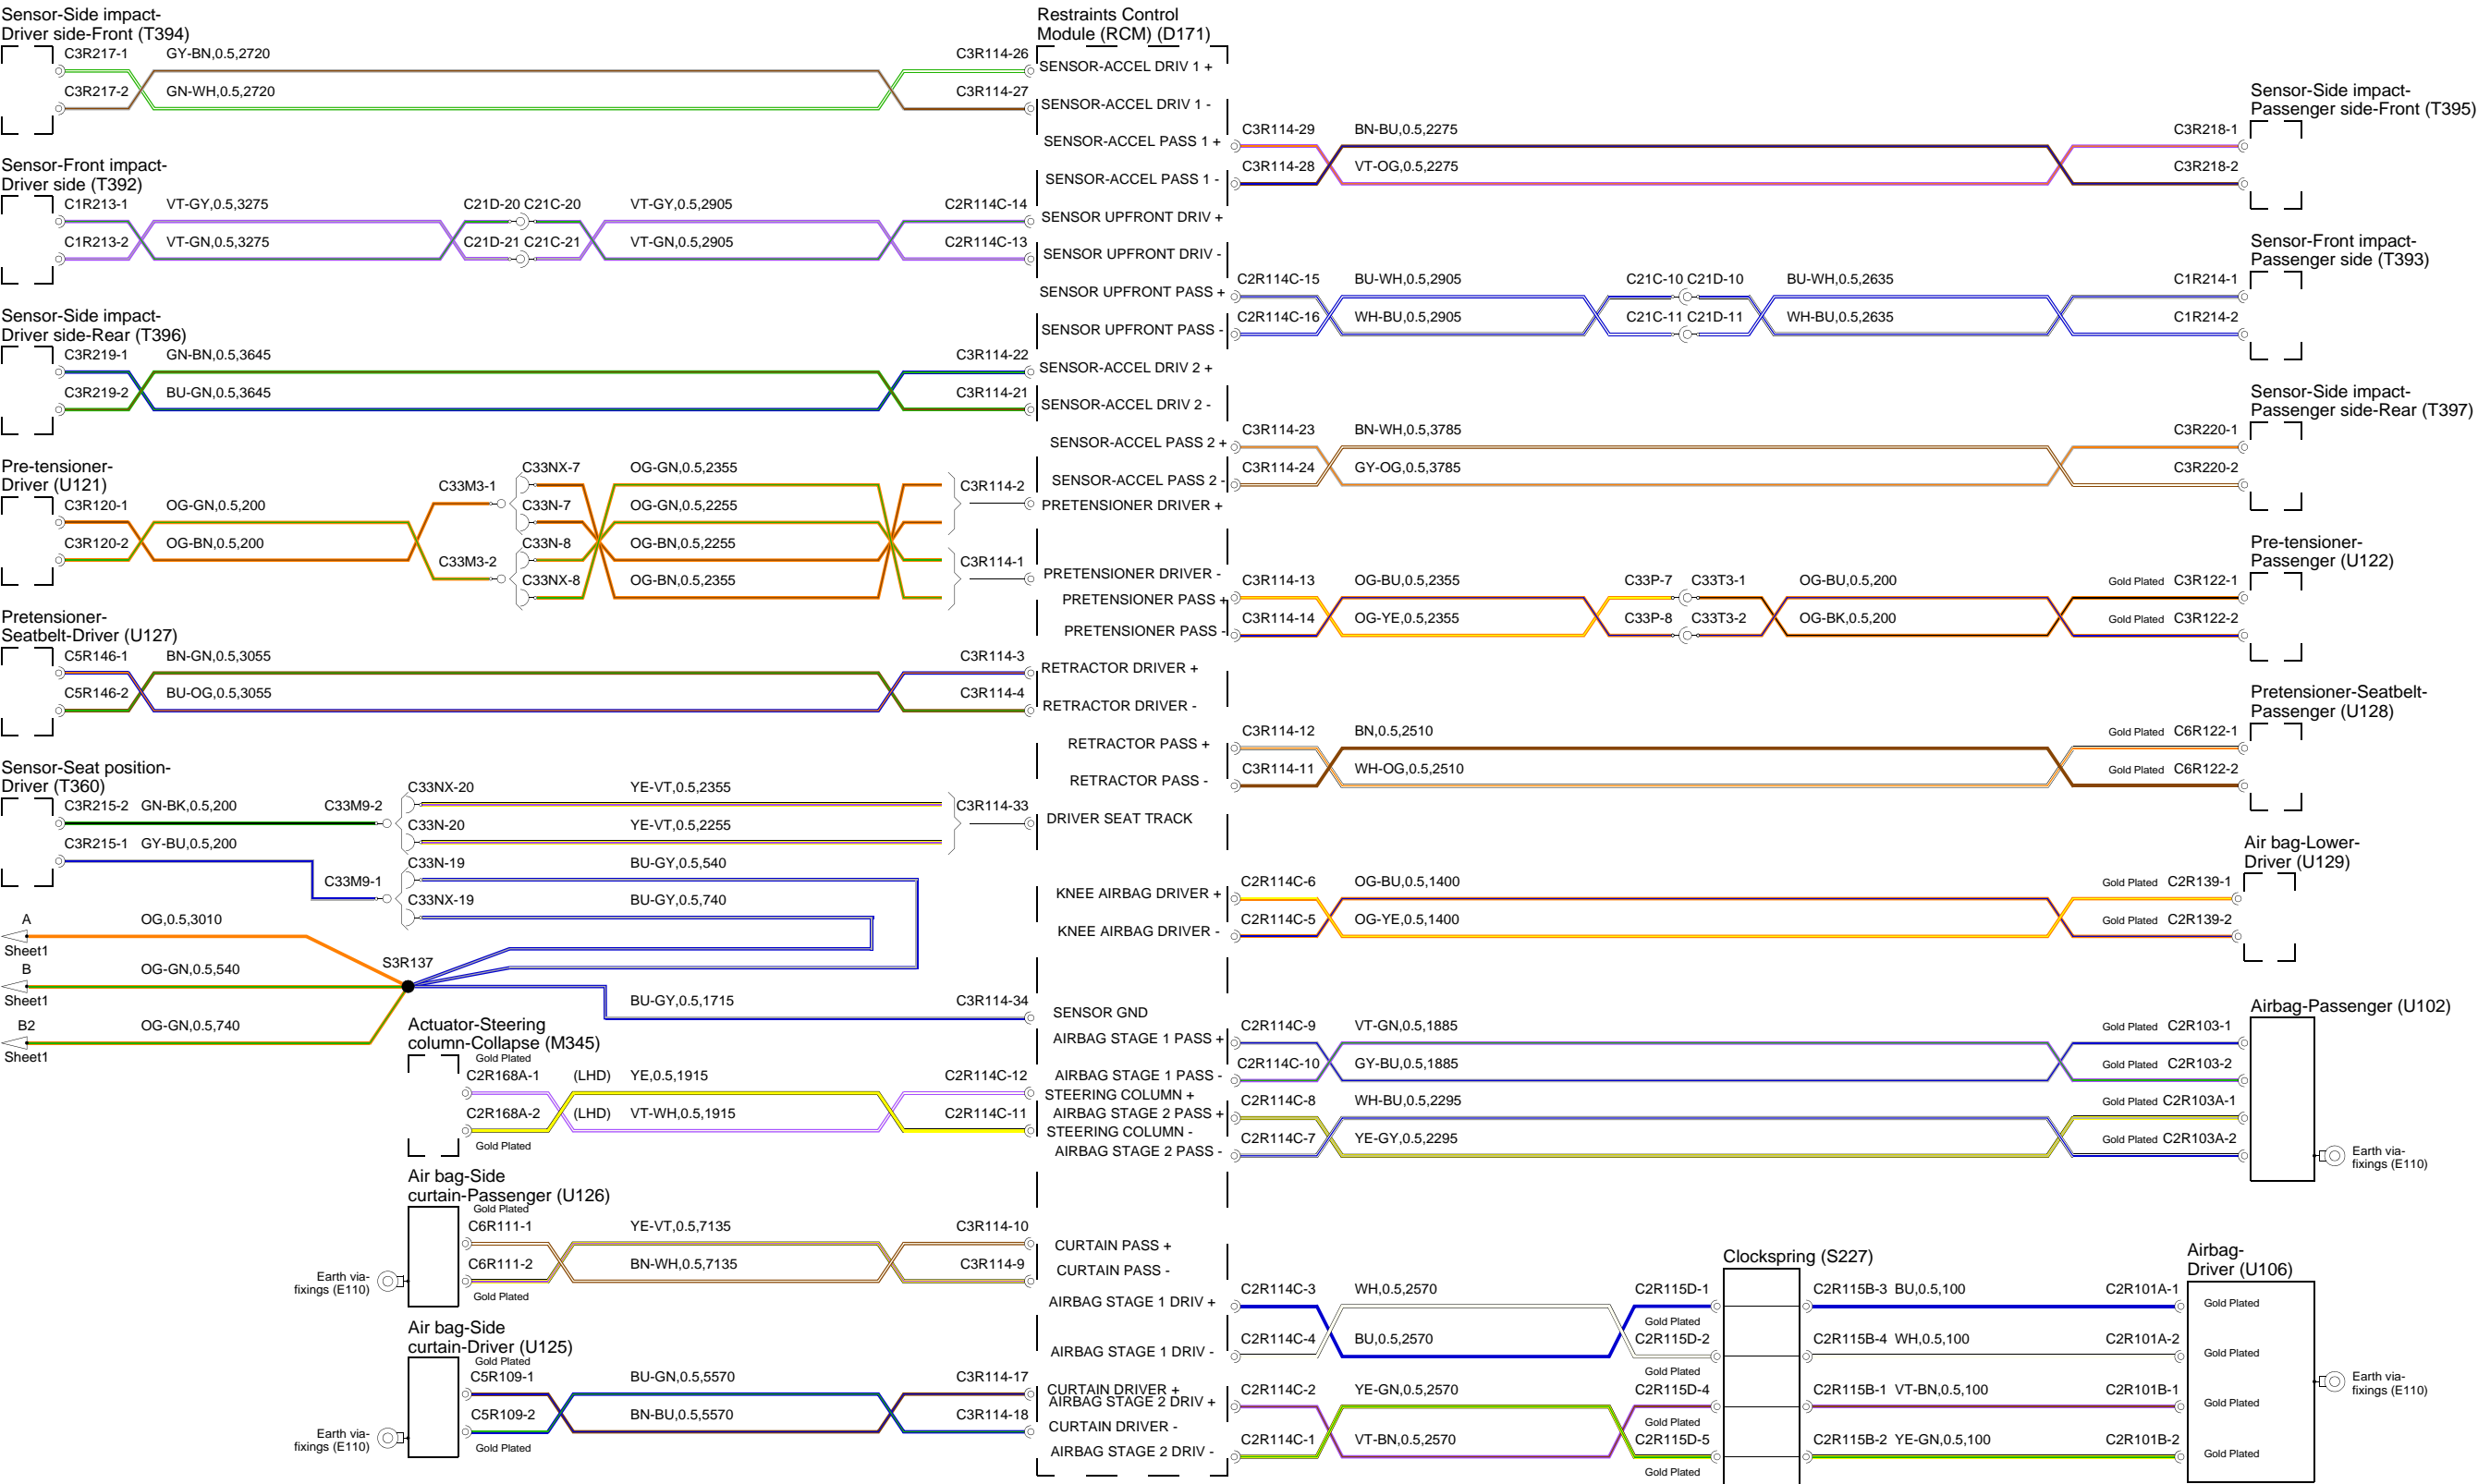 Sensor-Side impact-
Driver side-Front (T394)
C3R217-1 GY-BN,0.5,2720 C3R114-26
C3R217-2 GN-WH,0.5,2720 C3R114-27
Sensor-Front impact-
Driver side (T392)
C1R213-1 VT-GY,0.5,3275 C21D-20 C21C-20 VT-GY,0.5,2905 C2R114C-14
C1R213-2 VT-GN,0.5,3275 C21D-21 C21C-21 VT-GN,0.5,2905 C2R114C-13
Sensor-Side impact-
Driver side-Rear (T396)
C3R219-1 GN-BN,0.5,3645 C3R114-22
C3R219-2 BU-GN,0.5,3645 C3R114-21
Pre-tensioner-
Driver (U121)
C3R120-1 OG-GN,0.5,200 C33M3-1
C3R120-2 OG-BN,0.5,200 C33M3-2
C33NX-7 OG-GN,0.5,2355 C3R114-2
C33N-7 OG-GN,0.5,2255
C33N-8 OG-BN,0.5,2255 C3R114-1
C33NX-8 OG-BN,0.5,2355
Pretensioner-
Seatbelt-Driver (U127)
C5R146-1 BN-GN,0.5,3055 C3R114-3
C5R146-2 BU-OG,0.5,3055 C3R114-4
Sensor-Seat position-
Driver (T360)
C3R215-2 GN-BK,0.5,200 C33M9-2
C3R215-1 GY-BU,0.5,200 C33M9-1
C33NX-20 YE-VT,0.5,2355 C3R114-33
C33N-20 YE-VT,0.5,2255
C33N-19 BU-GY,0.5,540
C33NX-19 BU-GY,0.5,740
A OG,0.5,3010
Sheet1
S3R137
B OG-GN,0.5,540
Sheet1
BU-GY,0.5,1715 C3R114-34
B2 OG-GN,0.5,740
Sheet1
Actuator-Steering
column-Collapse (M345)
Gold Plated
C2R168A-1 (LHD) YE,0.5,1915 C2R114C-12
C2R168A-2 (LHD) VT-WH,0.5,1915 C2R114C-11
Gold Plated
Air bag-Side
curtain-Passenger (U126)
Gold Plated
C6R111-1 YE-VT,0.5,7135 C3R114-10
C6R111-2 BN-WH,0.5,7135 C3R114-9
Gold Plated
Earth via-
fixings (E110)
Air bag-Side
curtain-Driver (U125)
Gold Plated
C5R109-1 BU-GN,0.5,5570 C3R114-17
C5R109-2 BN-BU,0.5,5570 C3R114-18
Gold Plated
Earth via-
fixings (E110)
Restraints Control
Module (RCM) (D171)
SENSOR-ACCEL DRIV 1 +
SENSOR-ACCEL DRIV 1 -
SENSOR-ACCEL PASS 1 +
SENSOR-ACCEL PASS 1 -
SENSOR UPFRONT DRIV +
SENSOR UPFRONT DRIV -
SENSOR UPFRONT PASS +
SENSOR UPFRONT PASS -
SENSOR-ACCEL DRIV 2 +
SENSOR-ACCEL DRIV 2 -
SENSOR-ACCEL PASS 2 +
SENSOR-ACCEL PASS 2 -
PRETENSIONER DRIVER +
PRETENSIONER DRIVER -
PRETENSIONER PASS +
PRETENSIONER PASS -
RETRACTOR DRIVER +
RETRACTOR DRIVER -
RETRACTOR PASS +
RETRACTOR PASS -
DRIVER SEAT TRACK
KNEE AIRBAG DRIVER +
KNEE AIRBAG DRIVER -
SENSOR GND
AIRBAG STAGE 1 PASS +
AIRBAG STAGE 1 PASS -
STEERING COLUMN +
AIRBAG STAGE 2 PASS +
STEERING COLUMN -
AIRBAG STAGE 2 PASS -
CURTAIN PASS +
CURTAIN PASS -
AIRBAG STAGE 1 DRIV +
AIRBAG STAGE 1 DRIV -
CURTAIN DRIVER +
AIRBAG STAGE 2 DRIV +
CURTAIN DRIVER -
AIRBAG STAGE 2 DRIV -
Sensor-Side impact-
Passenger side-Front (T395)
C3R114-29 BN-BU,0.5,2275 C3R218-1
C3R114-28 VT-OG,0.5,2275 C3R218-2
Sensor-Front impact-
Passenger side (T393)
C2R114C-15 BU-WH,0.5,2905 C21C-10 C21D-10 BU-WH,0.5,2635 C1R214-1
C2R114C-16 WH-BU,0.5,2905 C21C-11 C21D-11 WH-BU,0.5,2635 C1R214-2
Sensor-Side impact-
Passenger side-Rear (T397)
C3R114-23 BN-WH,0.5,3785 C3R220-1
C3R114-24 GY-OG,0.5,3785 C3R220-2
Pre-tensioner-
Passenger (U122)
C3R114-13 OG-BU,0.5,2355 C33P-7 C33T3-1 OG-BU,0.5,200 Gold Plated C3R122-1
C3R114-14 OG-YE,0.5,2355 C33P-8 C33T3-2 OG-BK,0.5,200 Gold Plated C3R122-2
Pretensioner-Seatbelt-
Passenger (U128)
C3R114-12 BN,0.5,2510 Gold Plated C6R122-1
C3R114-11 WH-OG,0.5,2510 Gold Plated C6R122-2
Air bag-Lower-
Driver (U129)
C2R114C-6 OG-BU,0.5,1400 Gold Plated C2R139-1
C2R114C-5 OG-YE,0.5,1400 Gold Plated C2R139-2
Airbag-Passenger (U102)
C2R114C-9 VT-GN,0.5,1885 Gold Plated C2R103-1
C2R114C-10 GY-BU,0.5,1885 Gold Plated C2R103-2
C2R114C-8 WH-BU,0.5,2295 Gold Plated C2R103A-1
C2R114C-7 YE-GY,0.5,2295 Gold Plated C2R103A-2
Earth via-
fixings (E110)
Clockspring (S227)
Airbag-
Driver (U106)
C2R114C-3 WH,0.5,2570 C2R115D-1 C2R115B-3 BU,0.5,100 C2R101A-1 Gold Plated
Gold Plated
C2R114C-4 BU,0.5,2570 C2R115D-2 C2R115B-4 WH,0.5,100 C2R101A-2 Gold Plated
Gold Plated
C2R114C-2 YE-GN,0.5,2570 C2R115D-4 C2R115B-1 VT-BN,0.5,100 C2R101B-1 Gold Plated
Gold Plated
C2R114C-1 VT-BN,0.5,2570 C2R115D-5 C2R115B-2 YE-GN,0.5,100 C2R101B-2 Gold Plated
Gold Plated
Earth via-
fixings (E110)